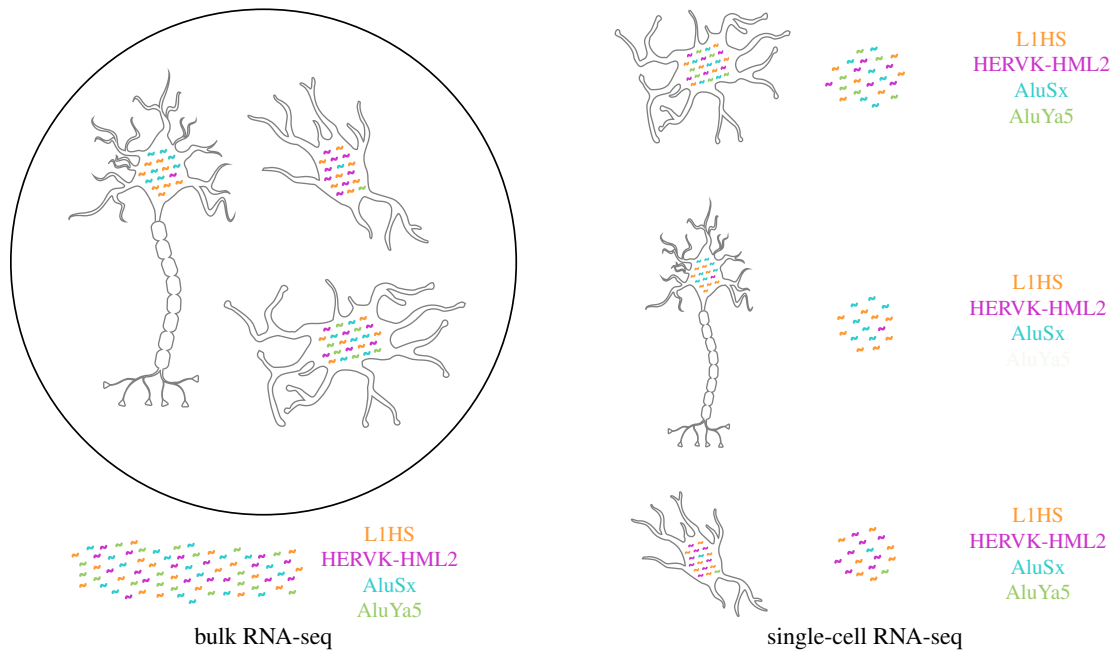 L1HS
HERVK-HML2
AluSx
AluYa5
bulk RNA-seq
L1HS
HERVK-HML2
AluSx
AluYa5
L1HS
HERVK-HML2
AluSx
AluYa5
L1HS
HERVK-HML2
AluSx
AluYa5
single-cell RNA-seq